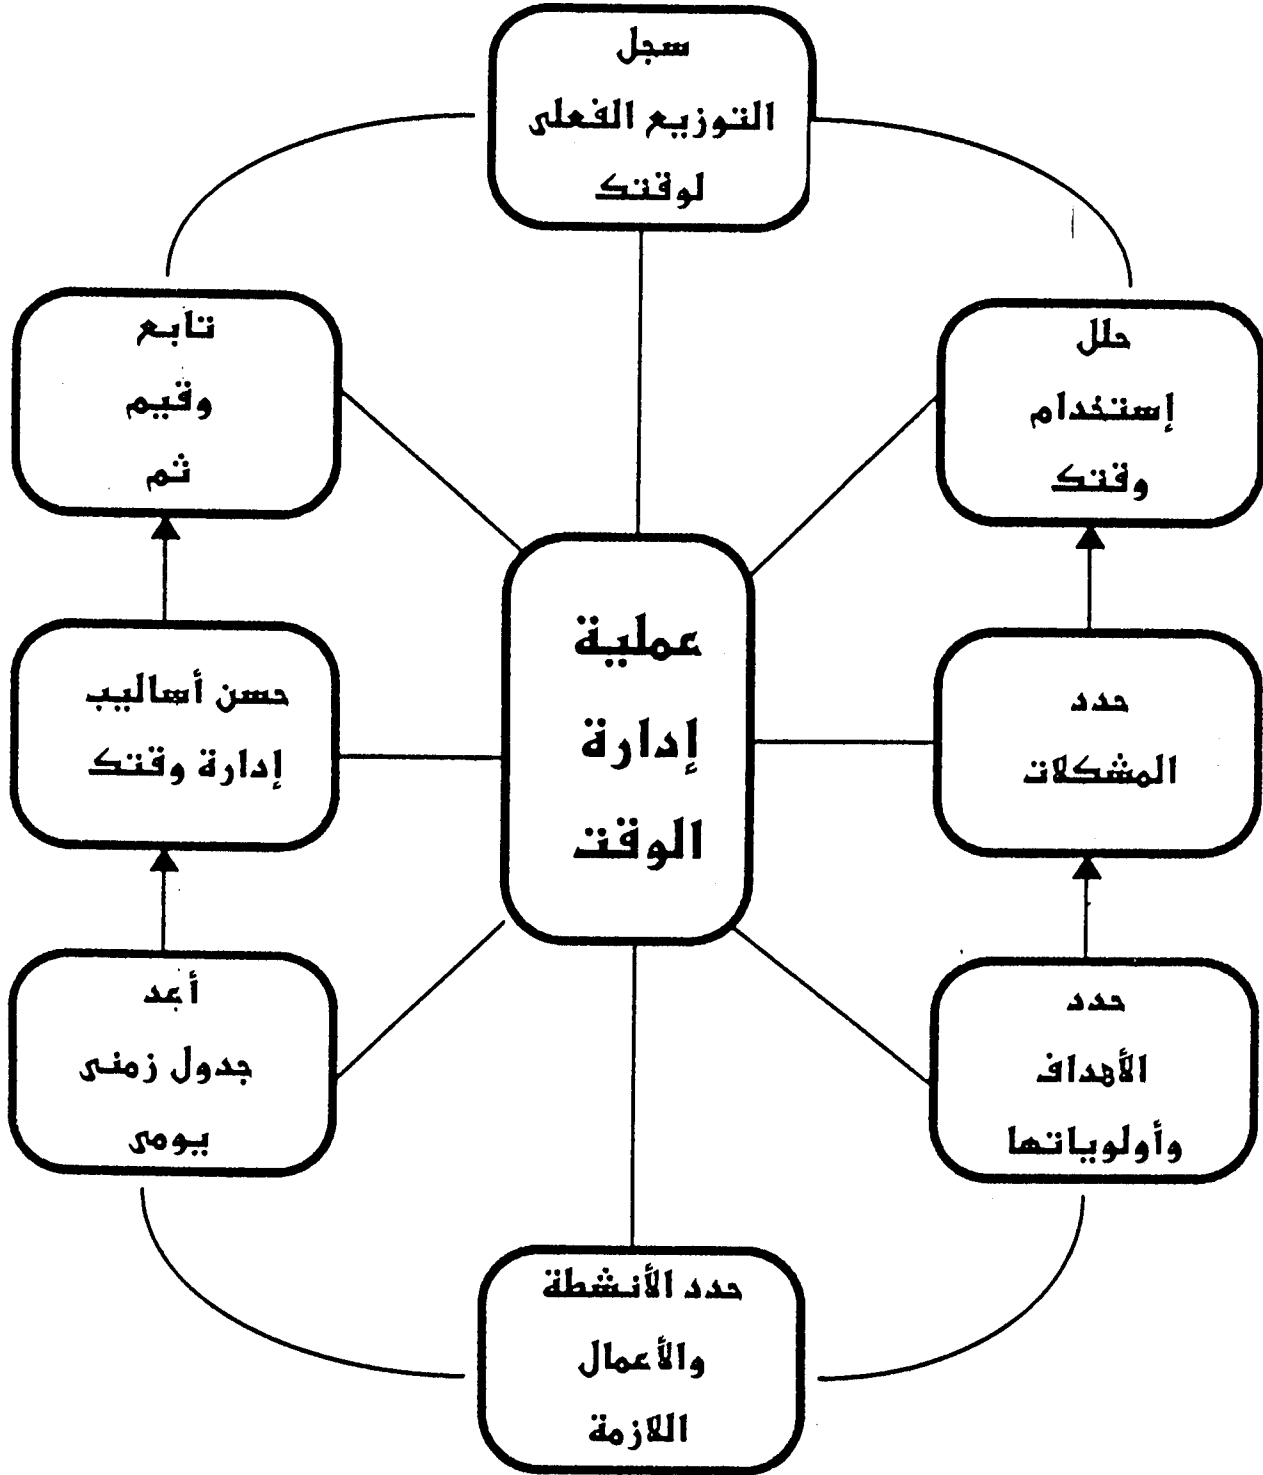 سجل
التوزيع الفعلى
لوقتك
حلل
إستخدام
وقتك
حدد
المشكلات
حدد
الأهداف
وأولوياتها
حدد الأنشطة
والأعمال
اللازمة
أعد
جدول زمنى
يومى
حسن أساليب
إدارة وقتك
تابع
وقيم
ثم
عملية
إدارة
الوقت